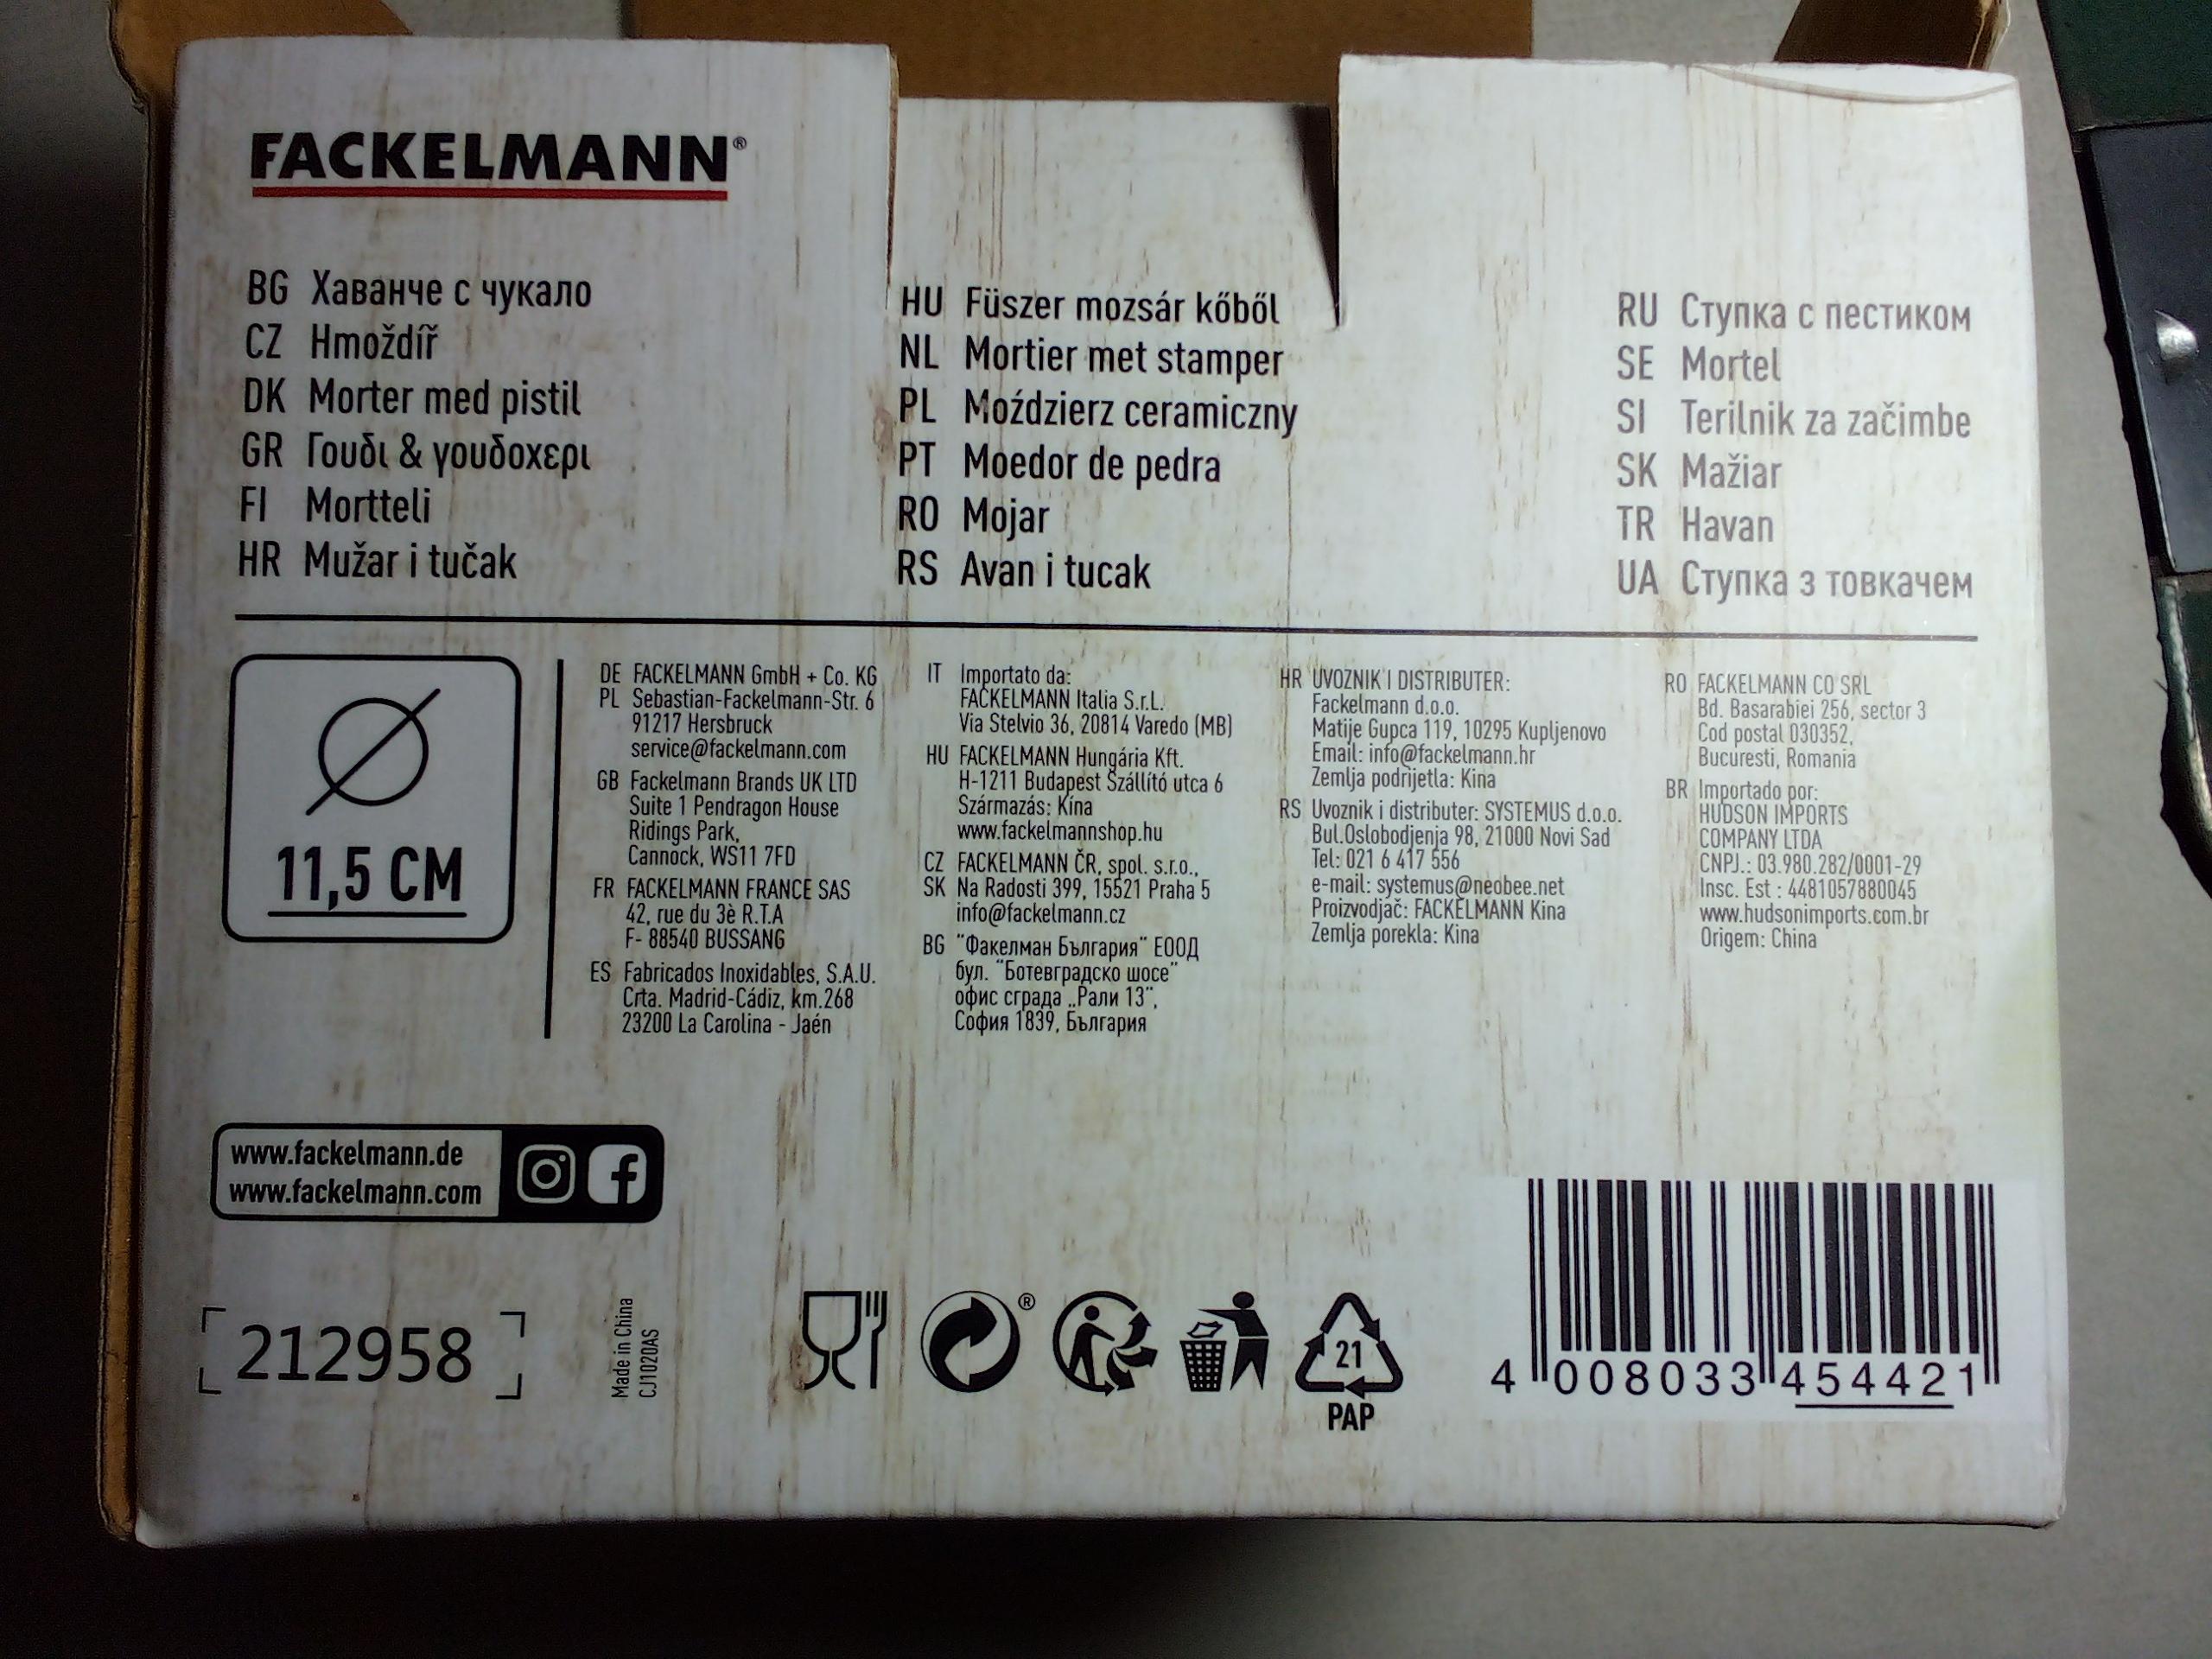 FACKELMANN®
BG Хаванче с чукало
CZ Hmoždíř
DK Morter med pistil
GR Γουδι & γουδοχερι
FI Mortteli
HR Mužar i tučak
HU Füszer mozsár kőből
NL Mortier met stamper
PL Moździerz ceramiczny
PT Moedor de pedra
RO Mojar
RS Avan i tucak
RU Ступка с пестиком
SE Mortel
SI Terilnik za začimbe
SK Mažiar
TR Havan
UA Ступка з товкачем
11,5 CM
DE FACKELMANN GmbH + Co. KG
PL Sebastian-Fackelmann-Str. 6
91217 Hersbruck
service@fackelmann.com
GB Fackelmann Brands UK LTD
Suite 1 Pendragon House
Ridings Park,
Cannock, WS11 7FD
FR FACKELMANN FRANCE SAS
42, rue du 3è R.T.A
F- 88540 BUSSANG
ES Fabricados Inoxidables, S.A.U.
Crta. Madrid-Cádiz, km.268
23200 La Carolina - Jaén
IT Importato da:
FACKELMANN Italia S.r.L.
Via Stelvio 36, 20814 Varedo (MB)
HU FACKELMANN Hungária Kft.
H-1211 Budapest Szállító utca 6
Származás: Kína
www.fackelmannshop.hu
CZ FACKELMANN ČR, spol. s.r.o.,
SK Na Radosti 399, 15521 Praha 5
info@fackelmann.cz
BG "Факелман България" ЕООД
бул. "Ботевградско шосе"
офис сграда „Рали 13",
София 1839, България
HR UVOZNIK I DISTRIBUTER:
Fackelmann d.o.o.
Matije Gupca 119, 10295 Kupljenovo
Email: info@fackelmann.hr
Zemlja podrijetla: Kina
RS Uvoznik i distributer: SYSTEMUS d.o.o.
Bul.Oslobodjenja 98, 21000 Novi Sad
Tel: 021 6 417 556
e-mail: systemus@neobee.net
Proizvodjač: FACKELMANN Kina
Zemlja porekla: Kina
RO FACKELMANN CO SRL
Bd. Basarabiei 256, sector 3
Cod postal 030352,
Bucuresti, Romania
BR Importado por:
HUDSON IMPORTS
COMPANY LTDA
CNPJ.: 03.980.282/0001-29
Insc. Est : 4481057880045
www.hudsonimports.com.br
Origem: China
www.fackelmann.de
www.fackelmann.com
212958
Made in China
CJ1020AS
®
21
PAP
4 008033 454421